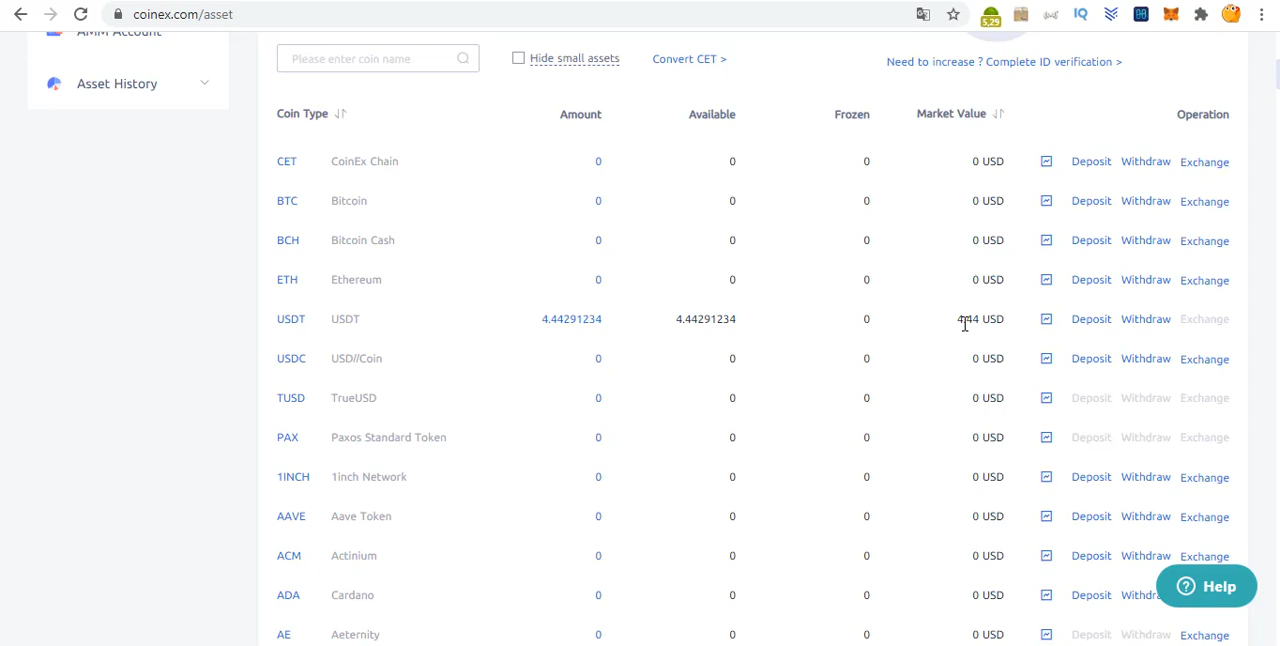 coinex.com/asset
5,29
IQ
AMM Account
Asset History
Please enter coin name
Hide small assets
Convert CET >
Need to increase ? Complete ID verification >
Coin Type Amount Available Frozen Market Value Operation
CET CoinEx Chain 0 0 0 0 USD Deposit Withdraw Exchange
BTC Bitcoin 0 0 0 0 USD Deposit Withdraw Exchange
BCH Bitcoin Cash 0 0 0 0 USD Deposit Withdraw Exchange
ETH Ethereum 0 0 0 0 USD Deposit Withdraw Exchange
USDT USDT 4.44291234 4.44291234 0 4.44 USD Deposit Withdraw Exchange
USDC USD//Coin 0 0 0 0 USD Deposit Withdraw Exchange
TUSD TrueUSD 0 0 0 0 USD Deposit Withdraw Exchange
PAX Paxos Standard Token 0 0 0 0 USD Deposit Withdraw Exchange
1INCH 1inch Network 0 0 0 0 USD Deposit Withdraw Exchange
AAVE Aave Token 0 0 0 0 USD Deposit Withdraw Exchange
ACM Actinium 0 0 0 0 USD Deposit Withdraw Exchange
ADA Cardano 0 0 0 0 USD Deposit
Help
AE Aeternity 0 0 0 0 USD Deposit Withdraw Exchange